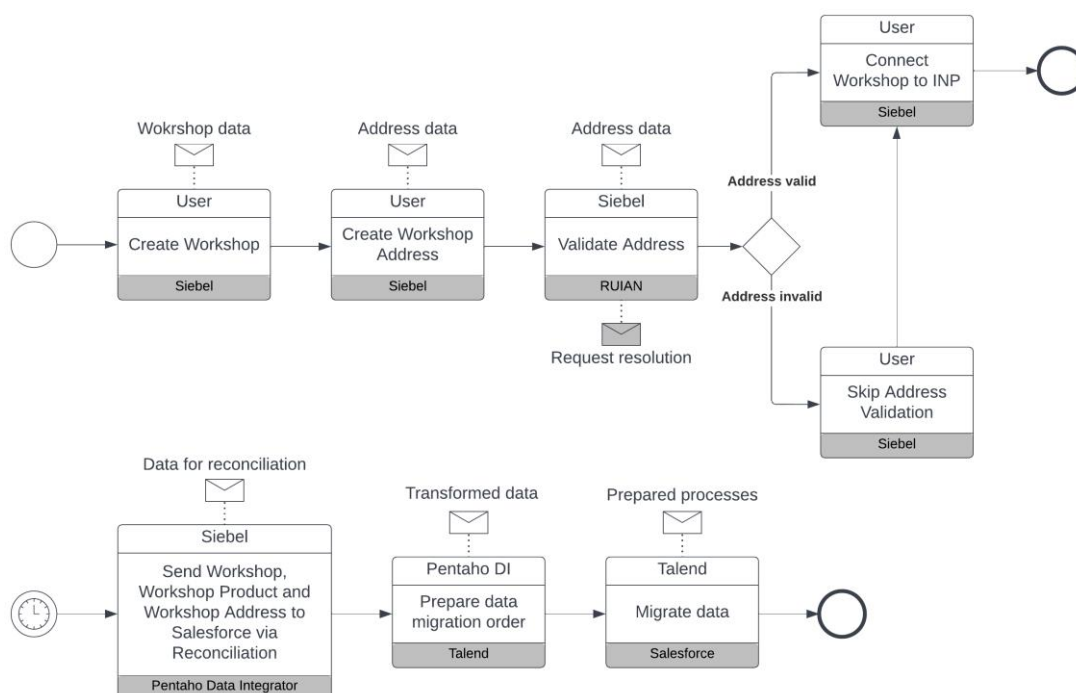 User
Connect
Workshop to INP
Siebel
Wokrshop data
Address data
Address data
Address valid
User
Create Workshop
Siebel
User
Create Workshop
Address
Siebel
Siebel
Validate Address
RUIAN
Address invalid
Request resolution
User
Skip Address
Validation
Siebel
Data for reconciliation
Transformed data
Prepared processes
Siebel
Send Workshop,
Workshop Product and
Workshop Address to
Salesforce via
Reconciliation
Pentaho Data Integrator
Pentaho DI
Prepare data
migration order
Talend
Talend
Migrate data
Salesforce